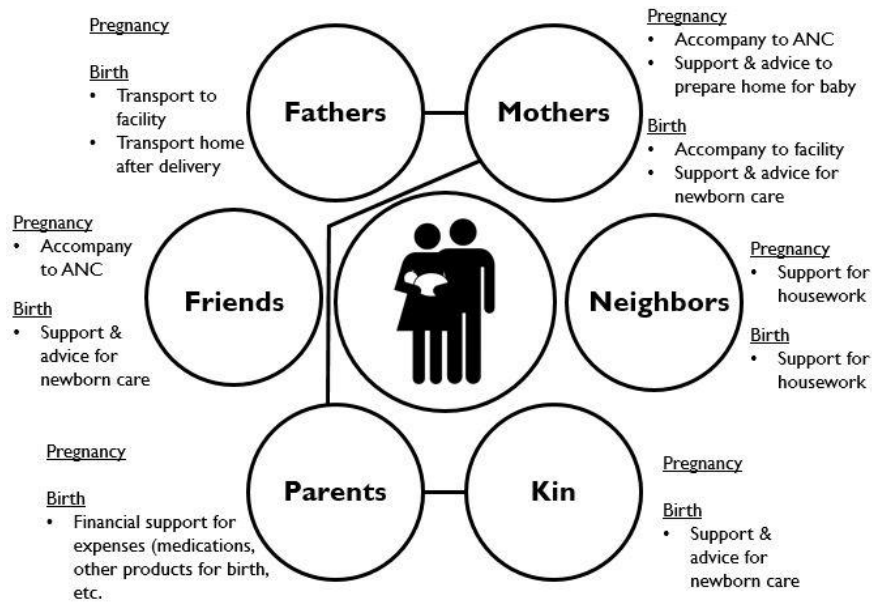 Pregnancy
Birth
• Transport to
facility
• Transport home
after delivery
Fathers
Mothers
Pregnancy
• Accompany to ANC
• Support & advice to
prepare home for baby
Birth
• Accompany to facility
• Support & advice for
newborn care
Pregnancy
• Accompany
to ANC
Birth
• Support &
advice for
newborn care
Friends
Neighbors
Pregnancy
• Support for
housework
Birth
• Support for
housework
Pregnancy
Birth
• Financial support for
expenses (medications,
other products for birth,
etc.
Parents
Kin
Pregnancy
Birth
• Support &
advice for
newborn care